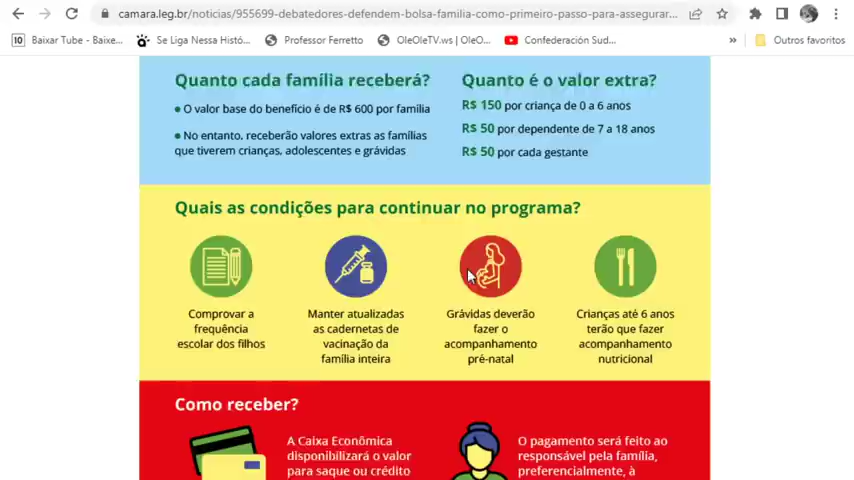 camara.leg.br/noticias/955699-debatedores-defendem-bolsa-familia-como-primeiro-passo-para-assegurar...
Baixar Tube - Baixe...
Se Liga Nessa Histó...
Professor Ferretto
OleOleTV.ws | OleO...
Confederación Sud...
»
Outros favoritos
Quanto cada família receberá?
• O valor base do benefício é de R$ 600 por família
• No entanto, receberão valores extras as famílias
que tiverem crianças, adolescentes e grávidas
Quanto é o valor extra?
R$ 150 por criança de 0 a 6 anos
R$ 50 por dependente de 7 a 18 anos
R$ 50 por cada gestante
Quais as condições para continuar no programa?
Comprovar a
frequência
escolar dos filhos
Manter atualizadas
as cadernetas de
vacinação da
família inteira
Grávidas deverão
fazer o
acompanhamento
pré-natal
Crianças até 6 anos
terão que fazer
acompanhamento
nutricional
Como receber?
A Caixa Econômica
disponibilizará o valor
para saque ou crédito
O pagamento será feito ao
responsável pela família,
preferencialmente, à